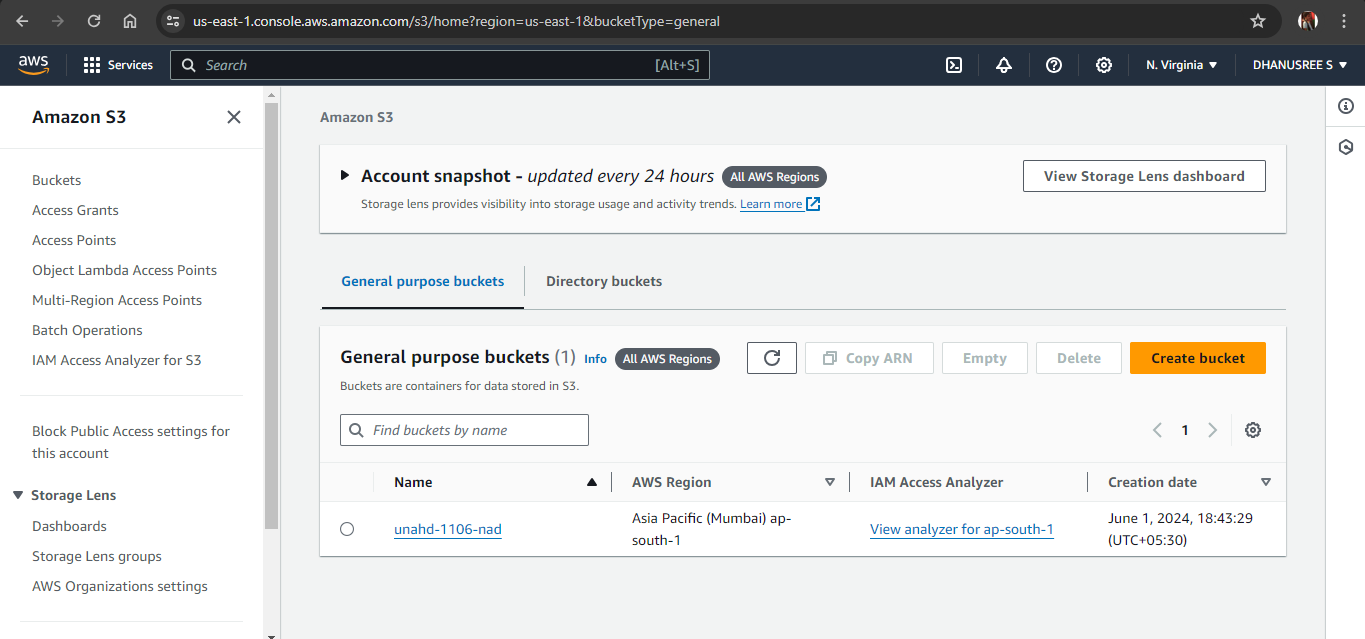 us-east-1.console.aws.amazon.com/s3/home?region=us-east-1&bucketType=general
aws
Services
Search
[Alt+S]
N. Virginia
DHANUSREE S
Amazon S3
Buckets
Access Grants
Access Points
Object Lambda Access Points
Multi-Region Access Points
Batch Operations
IAM Access Analyzer for S3
Block Public Access settings for
this account
Storage Lens
Dashboards
Storage Lens groups
AWS Organizations settings
Amazon S3
Account snapshot - updated every 24 hours All AWS Regions
Storage lens provides visibility into storage usage and activity trends. Learn more
View Storage Lens dashboard
General purpose buckets
Directory buckets
General purpose buckets (1) Info All AWS Regions
Buckets are containers for data stored in S3.
Copy ARN
Empty
Delete
Create bucket
Find buckets by name
1
Name
AWS Region
IAM Access Analyzer
Creation date
unahd-1106-nad
Asia Pacific (Mumbai) ap-
south-1
View analyzer for ap-south-1
June 1, 2024, 18:43:29
(UTC+05:30)